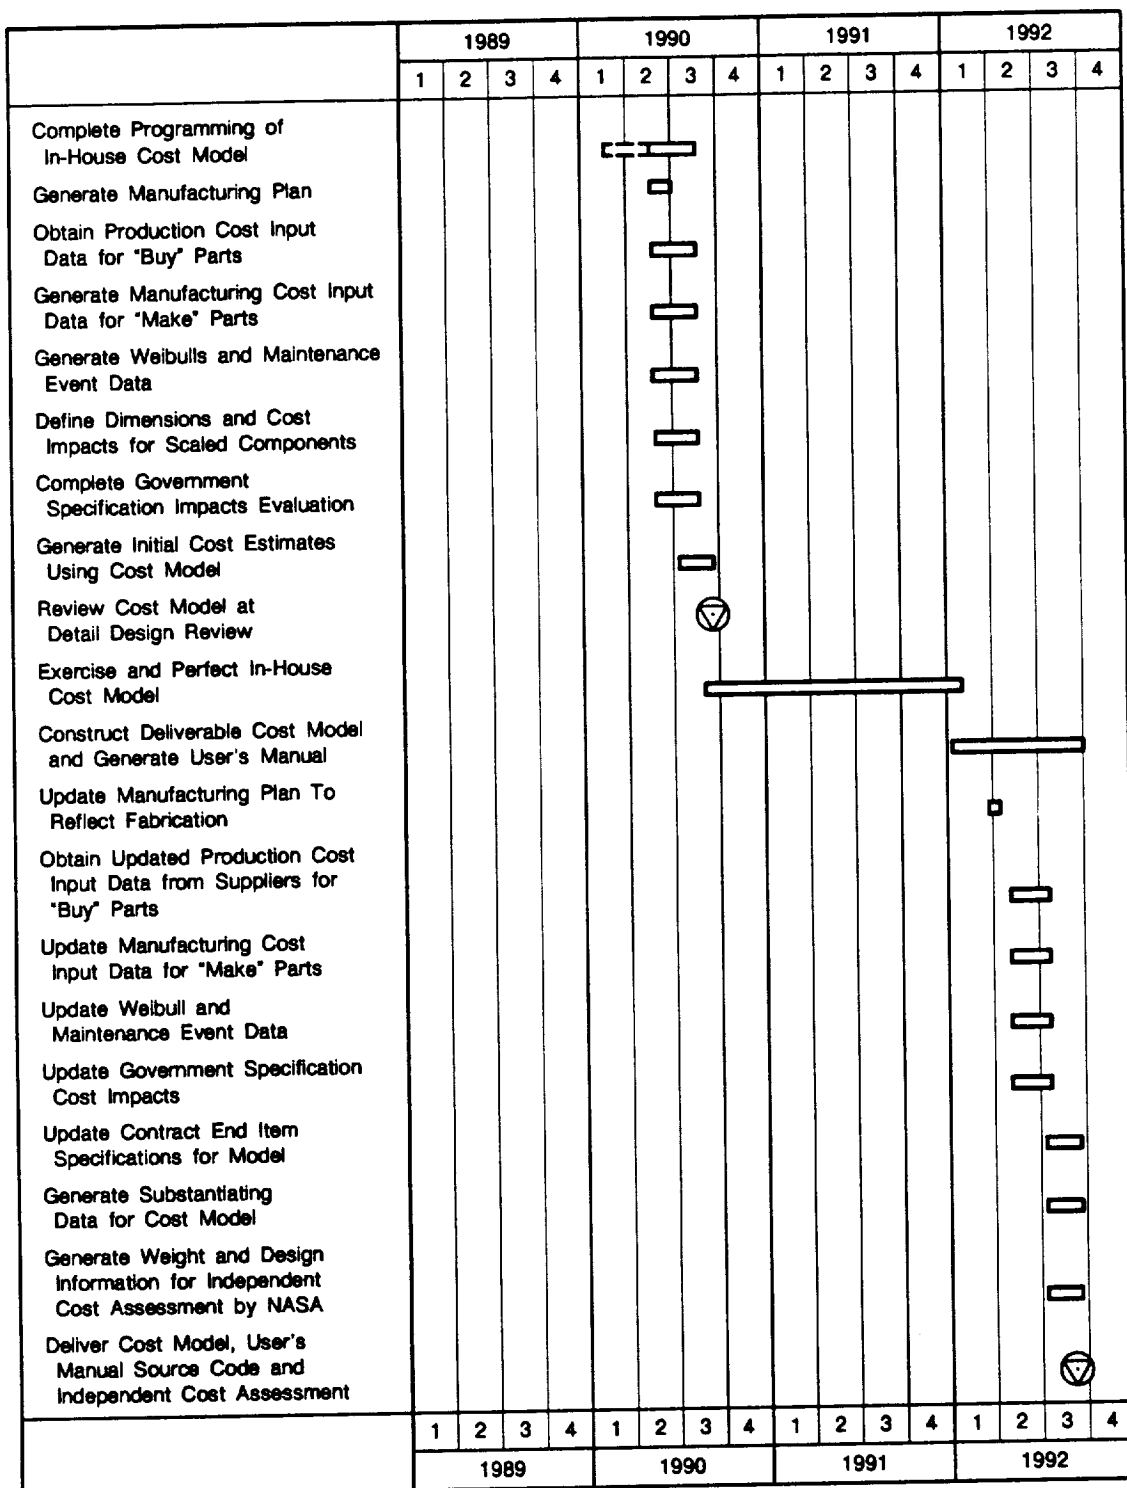 1989 1990 1991 1992
1 2 3 4 1 2 3 4 1 2 3 4 1 2 3 4
Complete Programming of
In-House Cost Model
Generate Manufacturing Plan
Obtain Production Cost Input
Data for "Buy" Parts
Generate Manufacturing Cost Input
Data for "Make" Parts
Generate Weibulls and Maintenance
Event Data
Define Dimensions and Cost
Impacts for Scaled Components
Complete Government
Specification Impacts Evaluation
Generate Initial Cost Estimates
Using Cost Model
Review Cost Model at
Detail Design Review
Exercise and Perfect In-House
Cost Model
Construct Deliverable Cost Model
and Generate User's Manual
Update Manufacturing Plan To
Reflect Fabrication
Obtain Updated Production Cost
Input Data from Suppliers for
"Buy" Parts
Update Manufacturing Cost
Input Data for "Make" Parts
Update Weibull and
Maintenance Event Data
Update Government Specification
Cost Impacts
Update Contract End Item
Specifications for Model
Generate Substantiating
Data for Cost Model
Generate Weight and Design
Information for Independent
Cost Assessment by NASA
Deliver Cost Model, User's
Manual Source Code and
Independent Cost Assessment
1 2 3 4 1 2 3 4 1 2 3 4 1 2 3 4
1989 1990 1991 1992